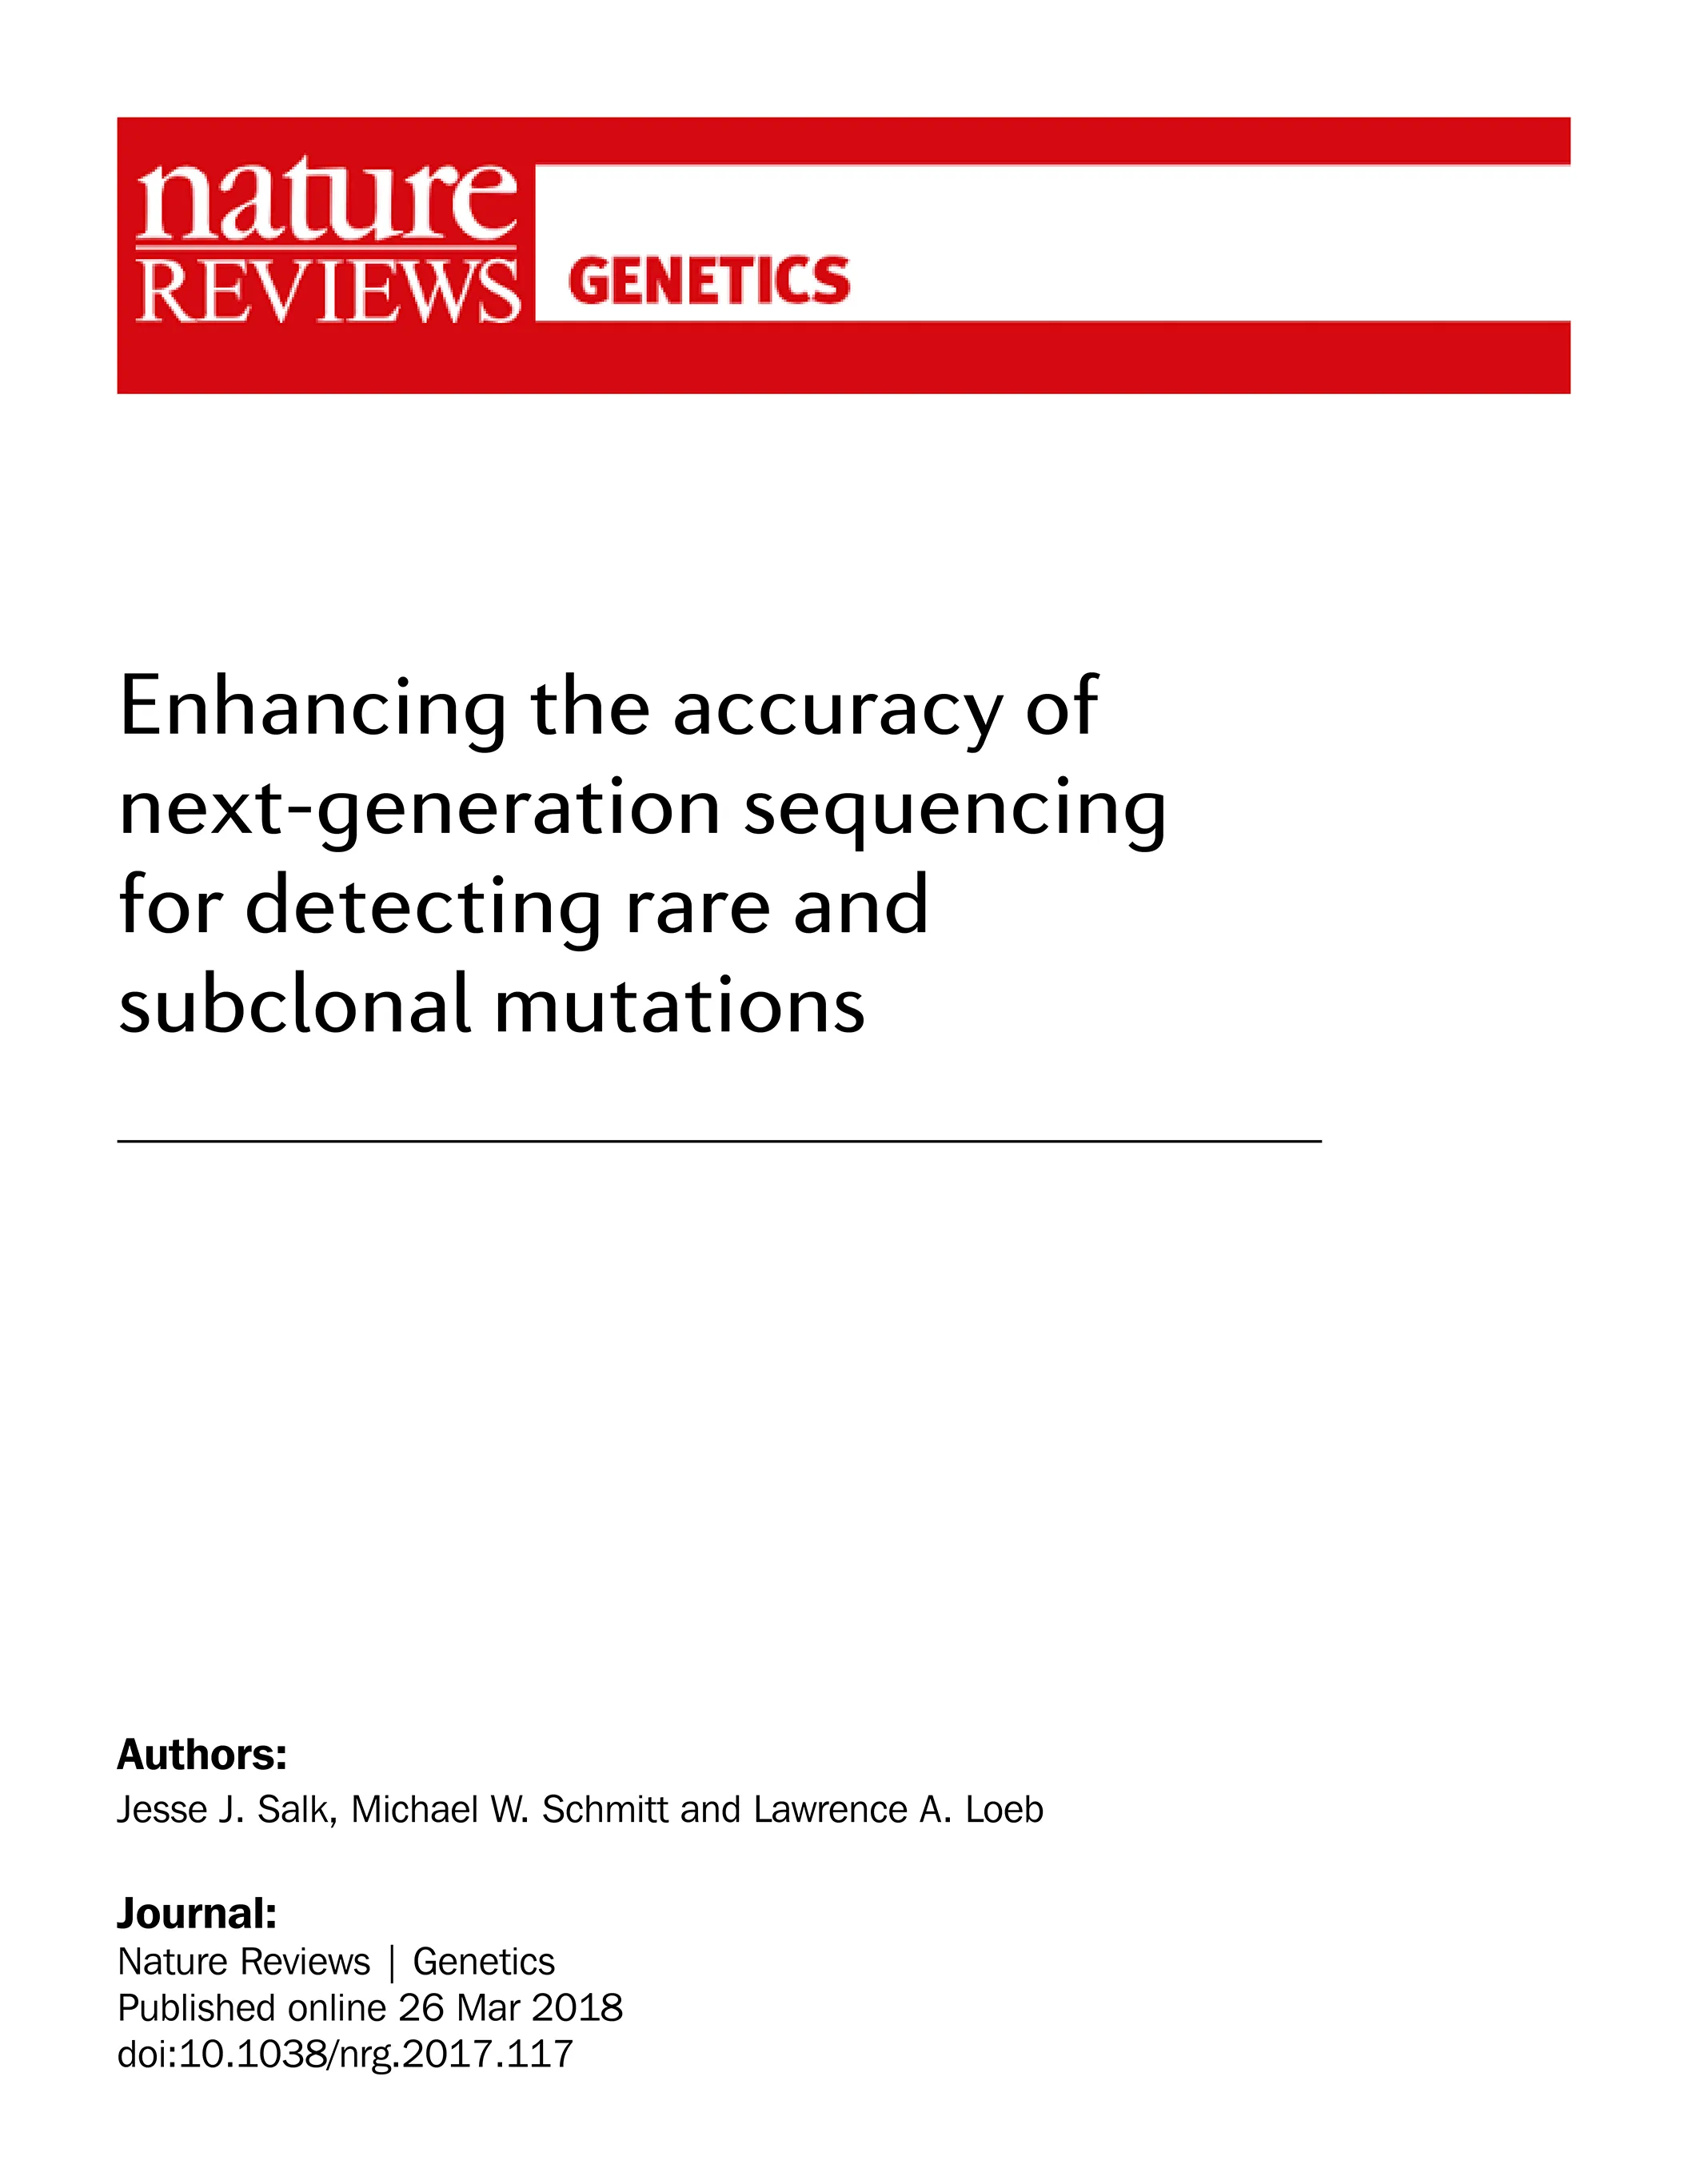 nature
REVIEWS
GENETICS
Enhancing the accuracy of
next-generation sequencing
for detecting rare and
subclonal mutations
Authors:
Jesse J. Salk, Michael W. Schmitt and Lawrence A. Loeb
Journal:
Nature Reviews | Genetics
Published online 26 Mar 2018
doi:10.1038/nrg.2017.117